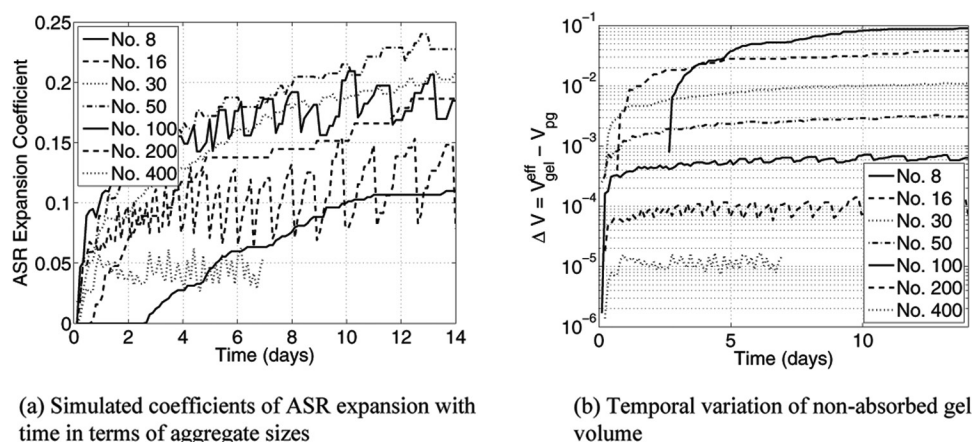 0.25
0.2
0.15
0.1
0.05
0
0 2 4 6 8 10 12 14
ASR Expansion Coefficient
Time (days)
No. 8
No. 16
No. 30
No. 50
No. 100
No. 200
No. 400
(a) Simulated coefficients of ASR expansion with
time in terms of aggregate sizes
10⁻¹
10⁻²
10⁻³
10⁻⁴
10⁻⁵
10⁻⁶
0 5 10
Δ V = V_gel^eff − V_pg
Time (days)
No. 8
No. 16
No. 30
No. 50
No. 100
No. 200
No. 400
(b) Temporal variation of non-absorbed gel
volume